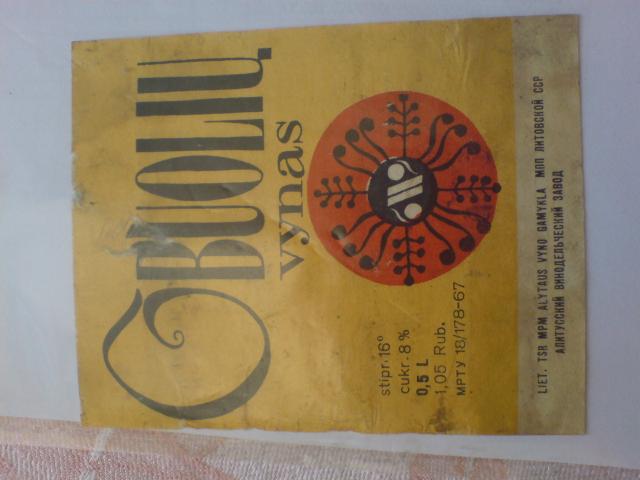 OBUOLIŲ
vynas
stipr. 16°
cukr. 8%
0,5 L
1,05 Rub.
МРТУ 18/178-67
LIET. TSR MPM ALYTAUS VYNO GAMYKLA МПП ЛИТОВСКОЙ ССР
АЛИТУССКИЙ ВИНОДЕЛЬЧЕСКИЙ ЗАВОД